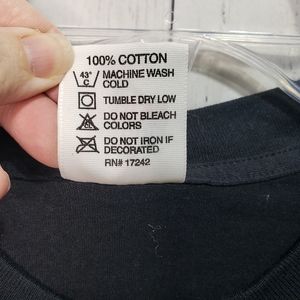 100% COTTON
43° MACHINE WASH
C COLD
TUMBLE DRY LOW
DO NOT BLEACH
COLORS
DO NOT IRON IF
DECORATED
RN# 17242